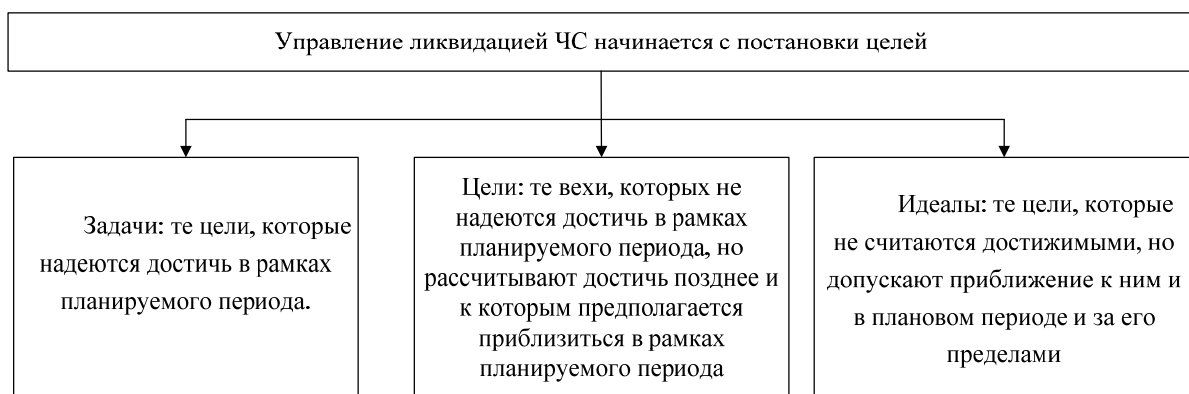 Управление ликвидацией ЧС начинается с постановки целей
Задачи: те цели, которые
надеются достичь в рамках
планируемого периода.
Цели: те вехи, которых не
надеются достичь в рамках
планируемого периода, но
рассчитывают достичь позднее и
к которым предполагается
приблизиться в рамках
планируемого периода
Идеалы: те цели, которые
не считаются достижимыми, но
допускают приближение к ним и
в плановом периоде и за его
пределами